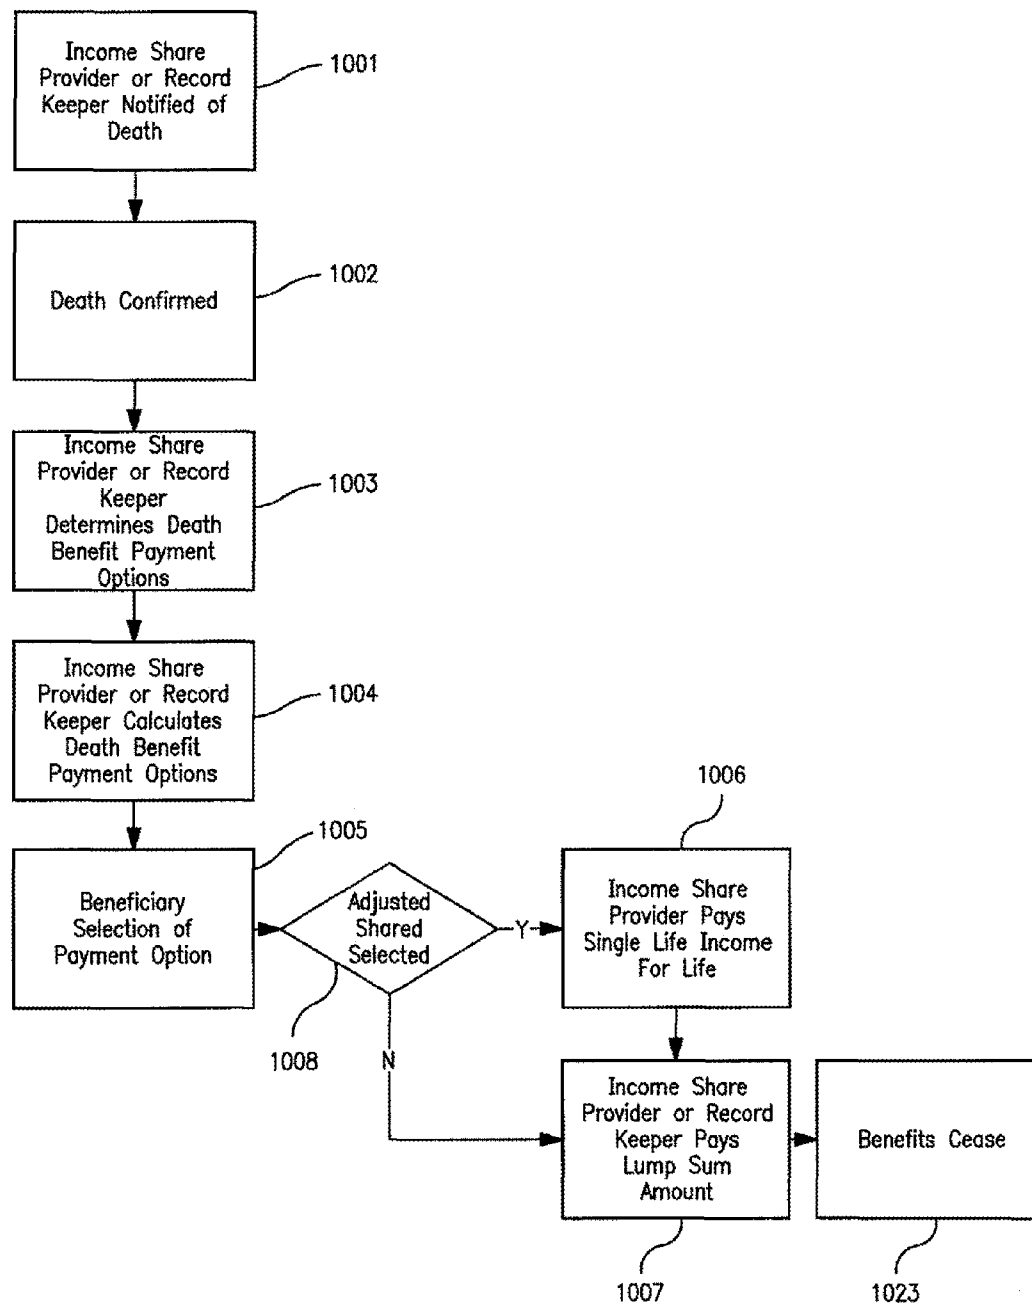 Income Share
Provider or Record
Keeper Notified of
Death
1001
Death Confirmed
1002
Income Share
Provider or Record
Keeper
Determines Death
Benefit Payment
Options
1003
Income Share
Provider or Record
Keeper Calculates
Death Benefit
Payment Options
1004
Beneficiary
Selection of
Payment Option
1005
Adjusted
Shared
Selected
1008
Y
N
1006
Income Share
Provider Pays
Single Life Income
For Life
Income Share
Provider or Record
Keeper Pays
Lump Sum
Amount
1007
Benefits Cease
1023